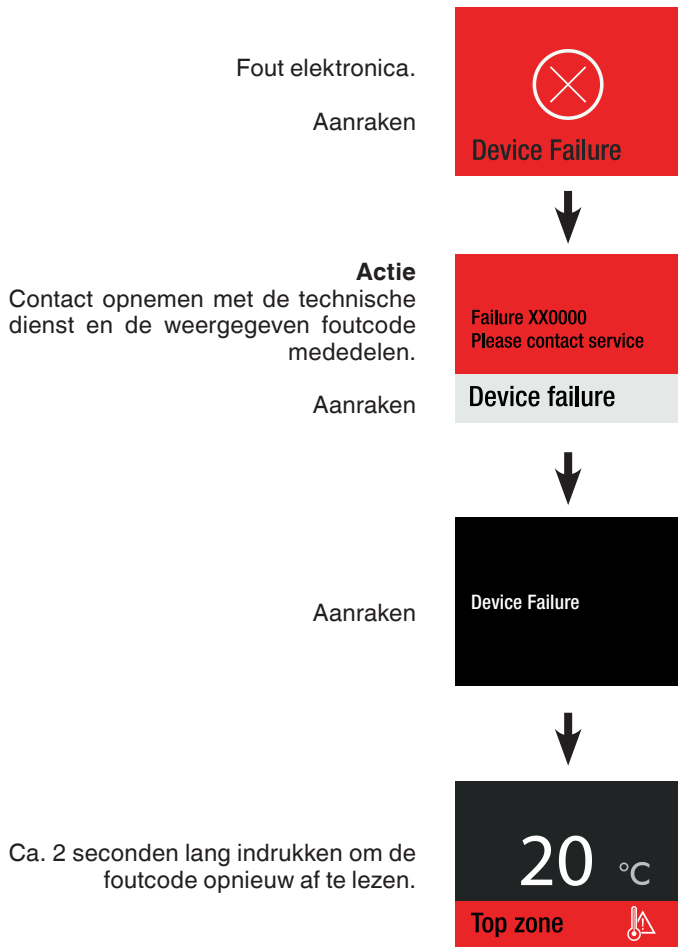 Fout elektronica.
Aanraken
Device Failure
Actie
Contact opnemen met de technische
dienst en de weergegeven foutcode
mededelen.
Aanraken
Failure XX0000
Please contact service
Device failure
Aanraken
Device Failure
Ca. 2 seconden lang indrukken om de
foutcode opnieuw af te lezen.
20 °C
Top zone